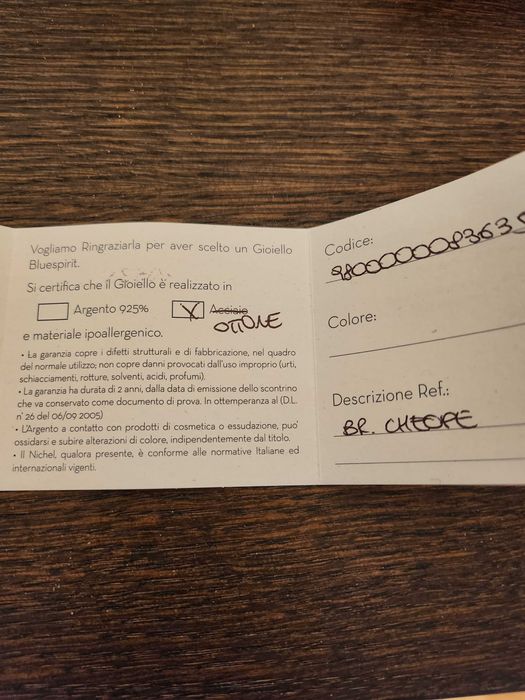 Vogliamo Ringraziarla per aver scelto un Gioiello
Bluespirit.
Si certifica che il Gioiello è realizzato in
Argento 925% X Acciaio
OTTONE
e materiale ipoallergenico.
• La garanzia copre i difetti strutturali e di fabbricazione, nel quadro
del normale utilizzo; non copre danni provocati dall'uso improprio (urti,
schiacciamenti, rotture, solventi, acidi, profumi).
• La garanzia ha durata di 2 anni, dalla data di emissione dello scontrino
che va conservato come documento di prova. In ottemperanza al (D.L.
n° 26 del 06/09 2005)
• L'Argento a contatto con prodotti di cosmetica o essudazione, puo'
ossidarsi e subire alterazioni di colore, indipendentemente dal titolo.
• Il Nichel, qualora presente, è conforme alle normative Italiane ed
internazionali vigenti.
Codice:
Colore:
Descrizione Ref.:
BR. CHEOPE